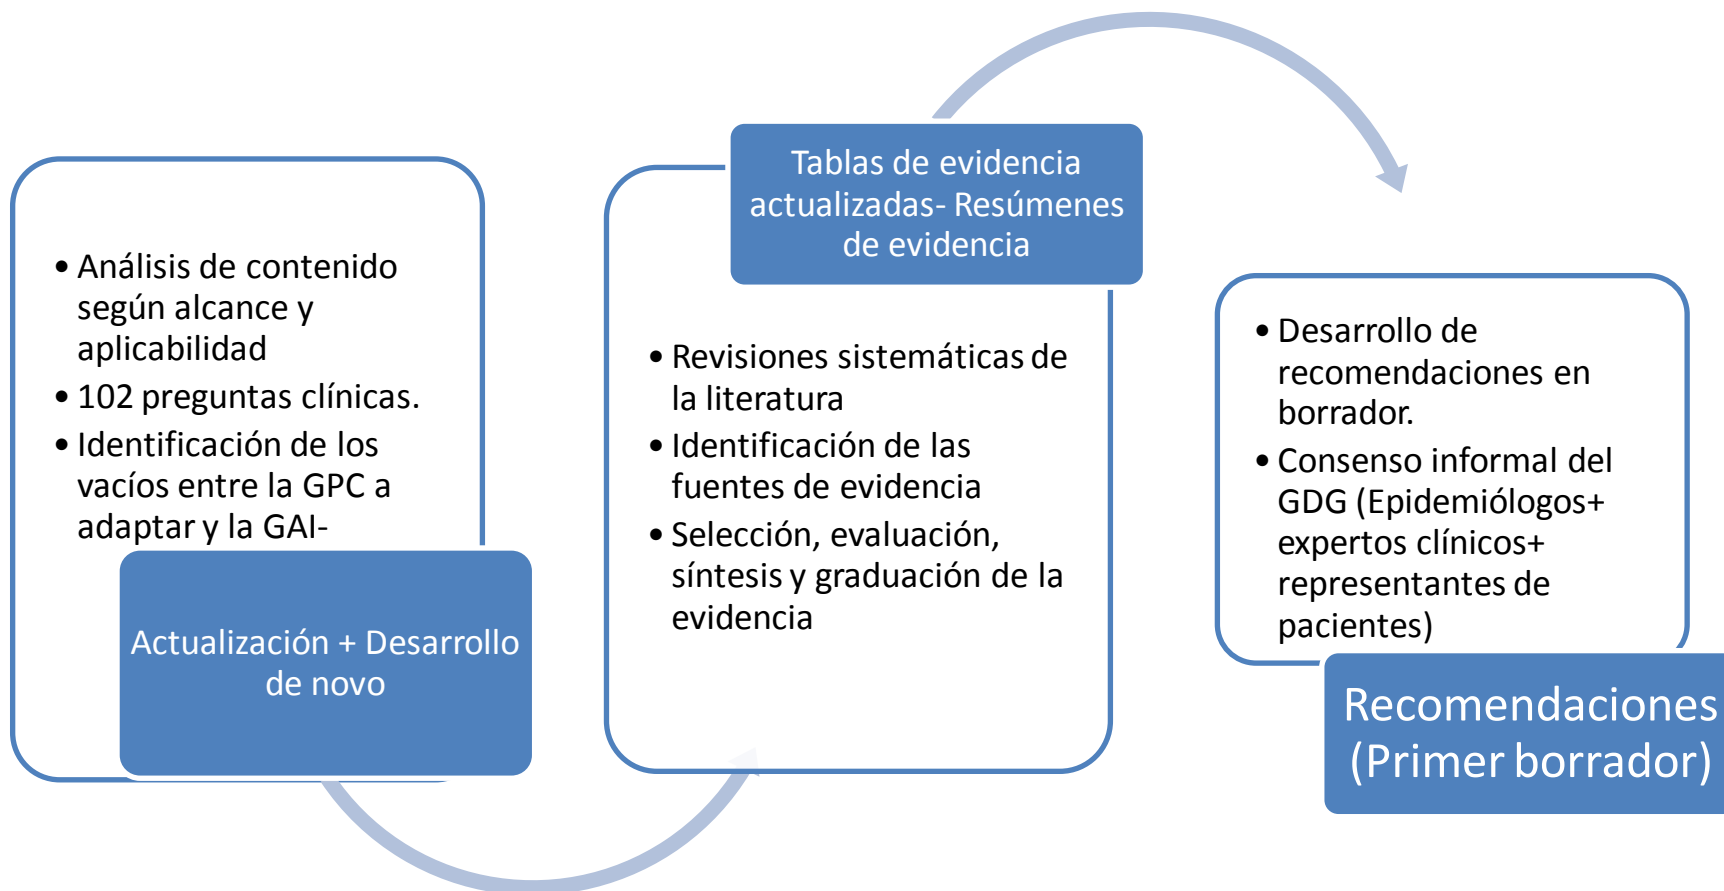 • Análisis de contenido
según alcance y
aplicabilidad
• 102 preguntas clínicas.
• Identificación de los
vacíos entre la GPC a
adaptar y la GAI-
Actualización + Desarrollo
de novo
Tablas de evidencia
actualizadas- Resúmenes
de evidencia
• Revisiones sistemáticas de
la literatura
• Identificación de las
fuentes de evidencia
• Selección, evaluación,
síntesis y graduación de la
evidencia
• Desarrollo de
recomendaciones en
borrador.
• Consenso informal del
GDG (Epidemiólogos+
expertos clínicos+
representantes de
pacientes)
Recomendaciones
(Primer borrador)